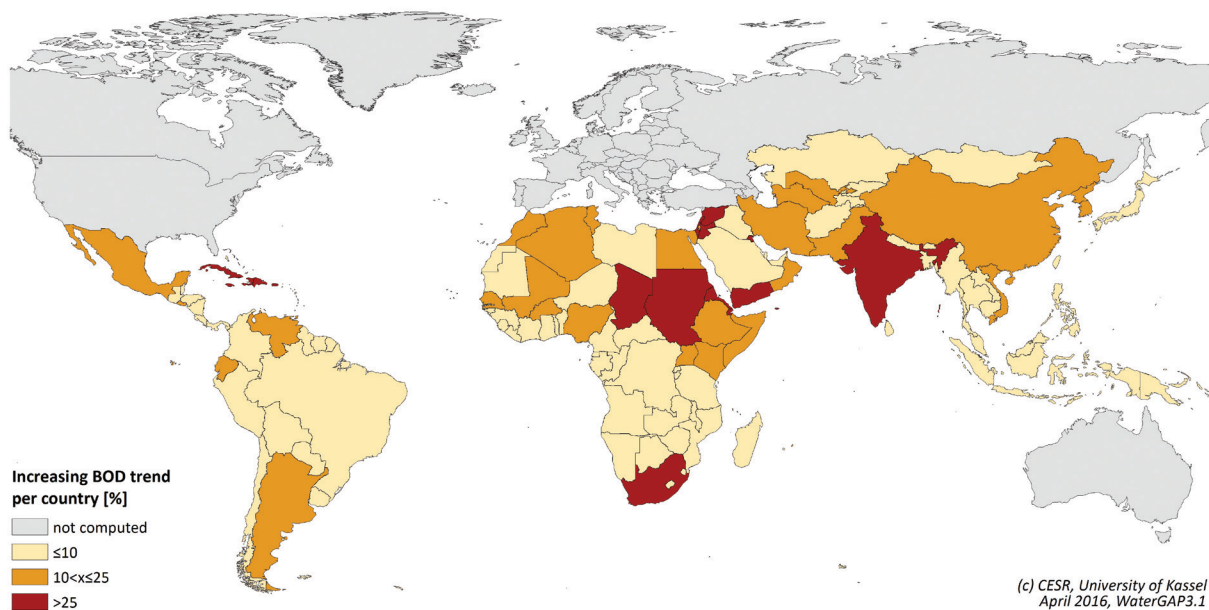 Increasing BOD trend
per country [%]
not computed
≤10
10<x≤25
>25
(c) CESR, University of Kassel
April 2016, WaterGAP3.1